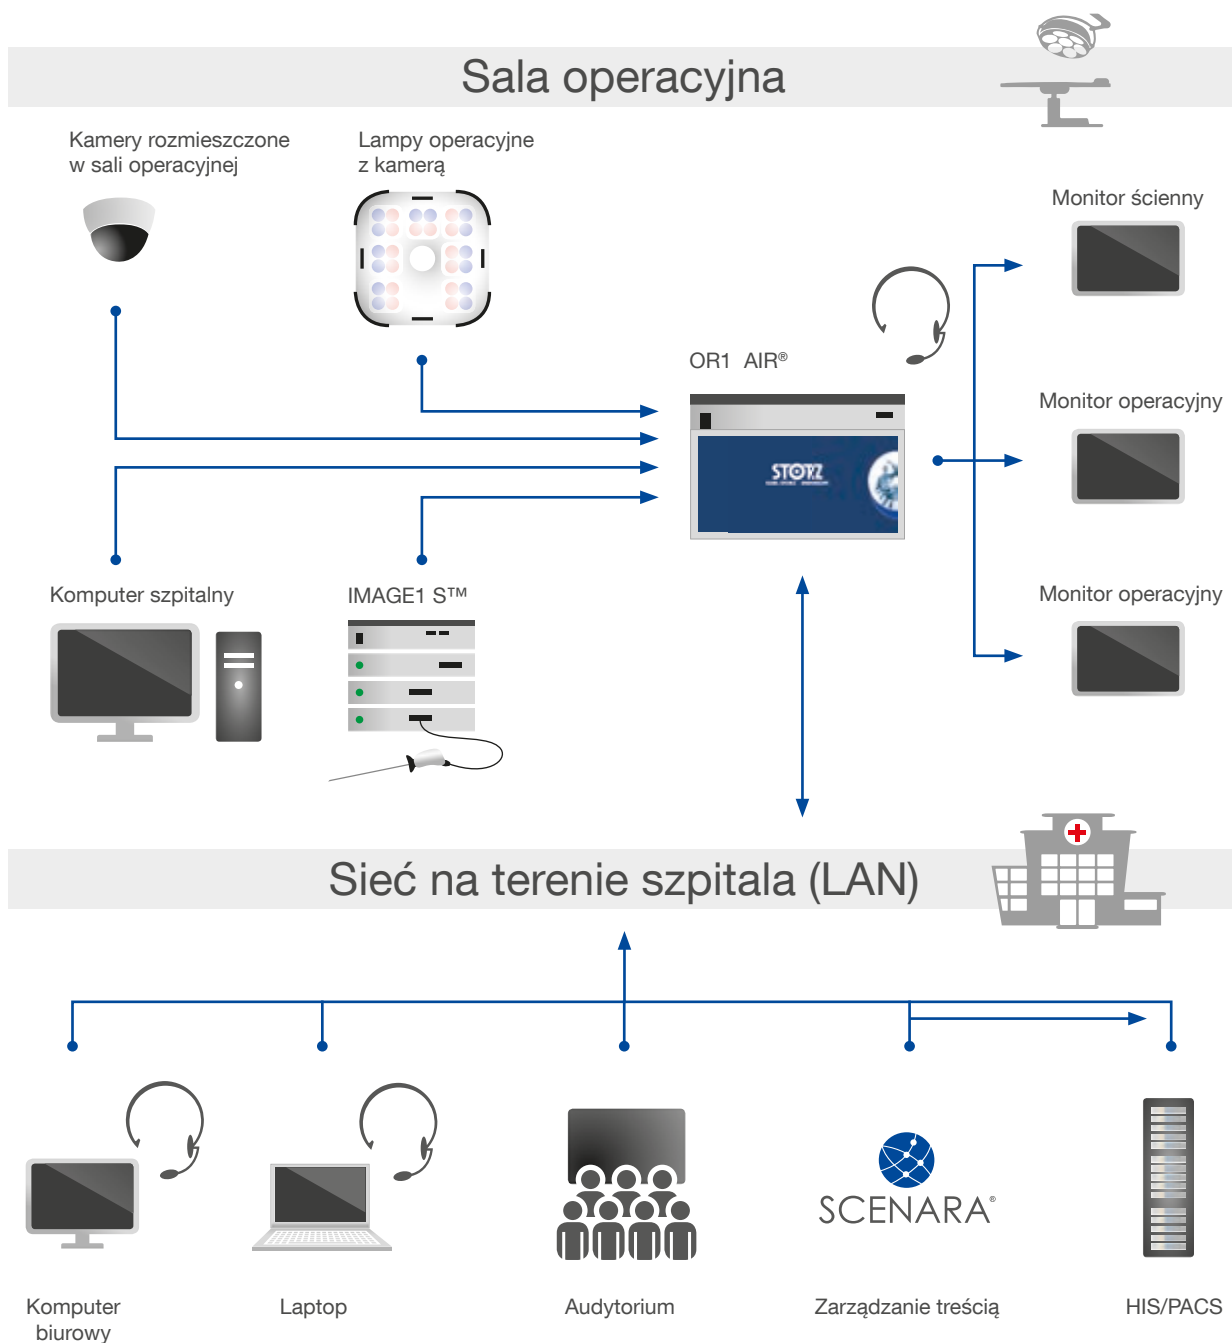 Sala operacyjna
Kamery rozmieszczone
w sali operacyjnej
Lampy operacyjne
z kamerą
Monitor ścienny
OR1 AIR®
Monitor operacyjny
STORZ
Komputer szpitalny
IMAGE1 S™
Monitor operacyjny
Sieć na terenie szpitala (LAN)
SCENARA®
Komputer
biurowy
Laptop
Audytorium
Zarządzanie treścią
HIS/PACS